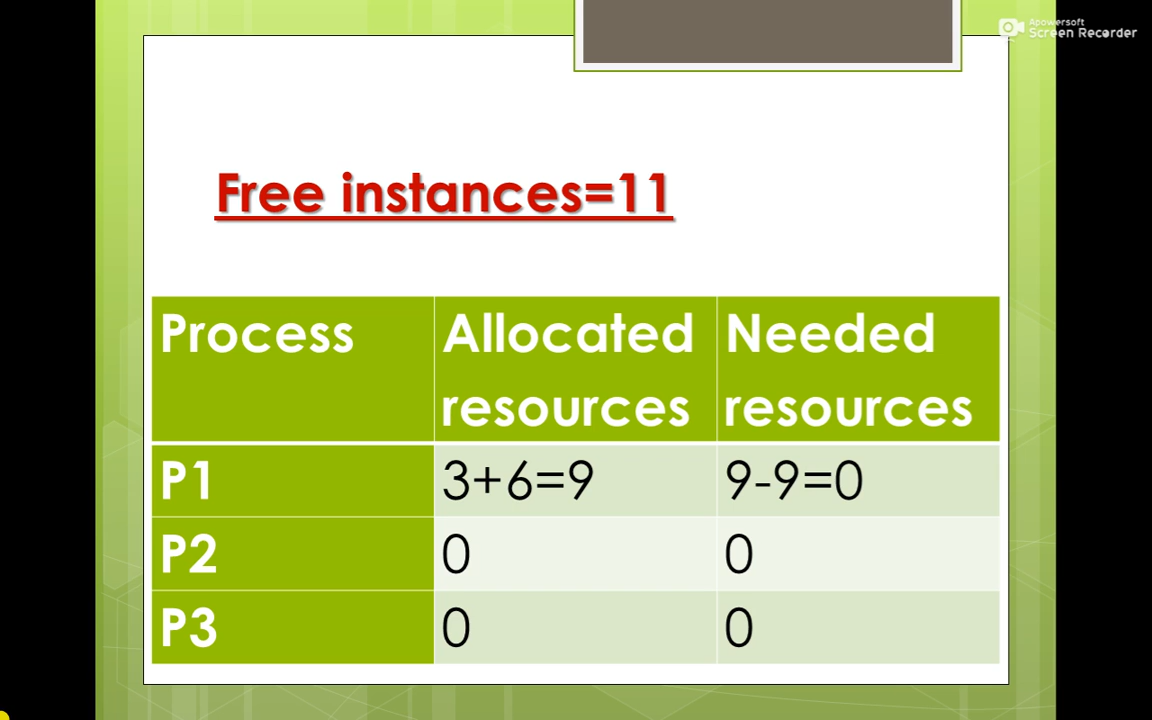 Apowersoft
Screen Recorder
Free instances=11
Process Allocated resources Needed resources
P1 3+6=9 9-9=0
P2 0 0
P3 0 0